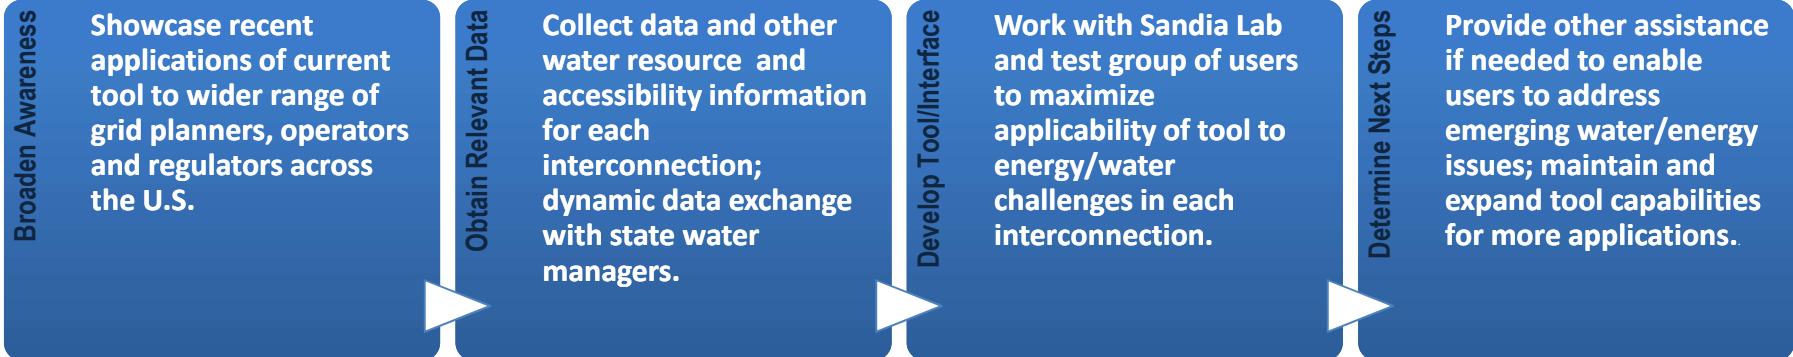 Broaden Awareness
Showcase recent
applications of current
tool to wider range of
grid planners, operators
and regulators across
the U.S.
Obtain Relevant Data
Collect data and other
water resource  and
accessibility information
for each
interconnection;
dynamic data exchange
with state water
managers.
Develop Tool/Interface
Work with Sandia Lab
and test group of users
to maximize
applicability of tool to
energy/water
challenges in each
interconnection.
Determine Next Steps
Provide other assistance
if needed to enable
users to address
emerging water/energy
issues; maintain and
expand tool capabilities
for more applications..